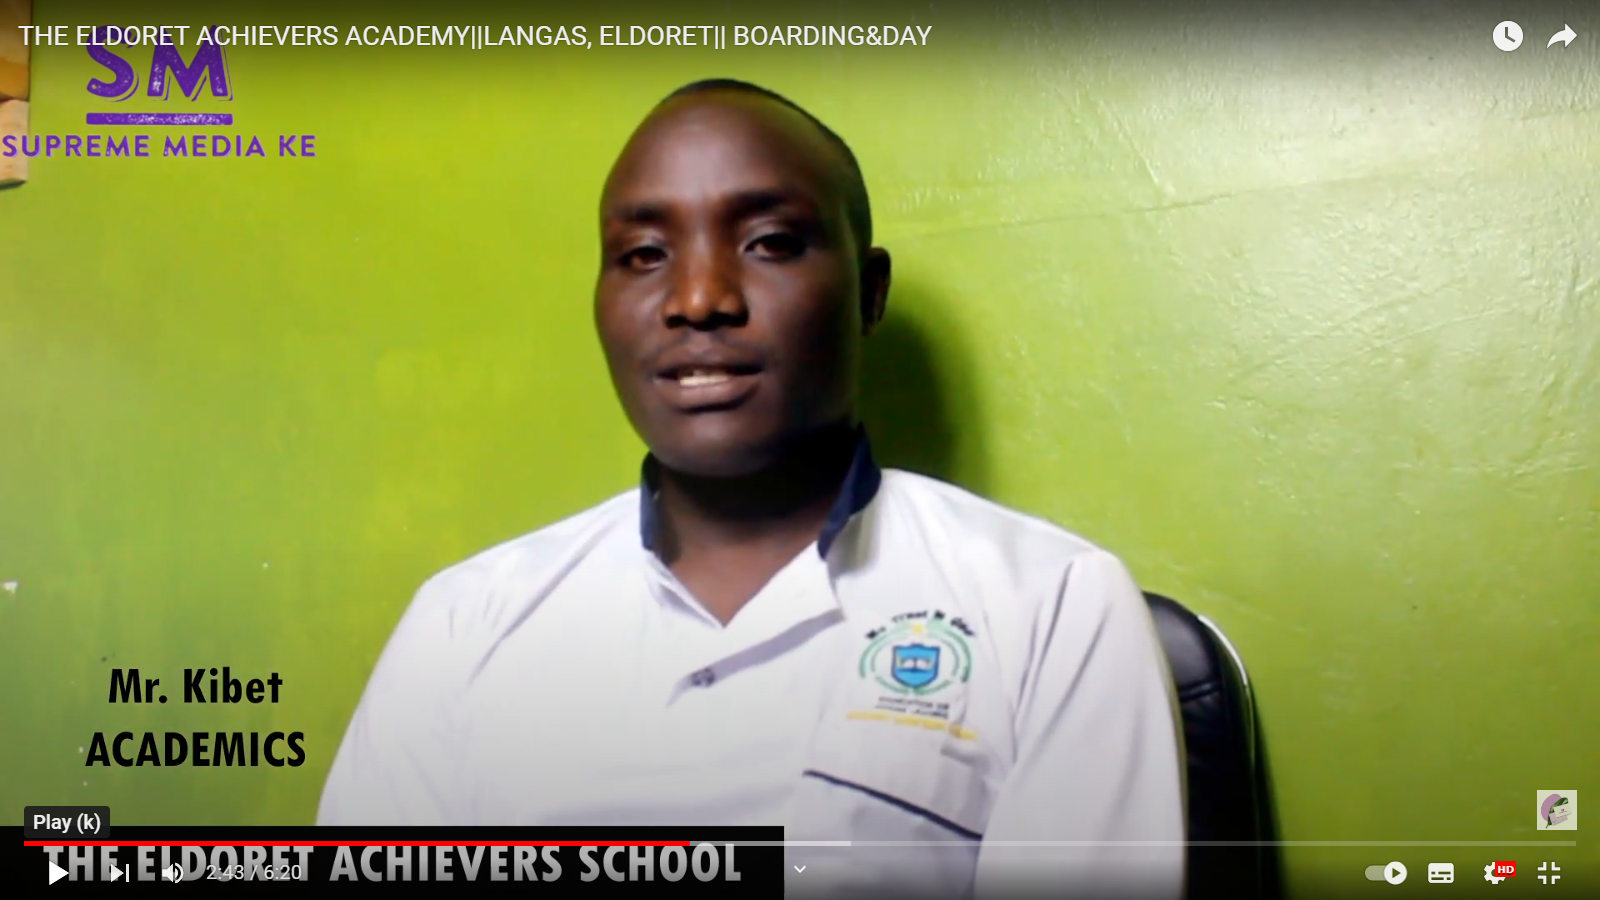 THE ELDORET ACHIEVERS ACADEMY||LANGAS, ELDORET|| BOARDING&DAY
SM
SUPREME MEDIA KE
Mr. Kibet
ACADEMICS
Play (k)
THE ELDORET ACHIEVERS SCHOOL
2:43 / 6:20
HD